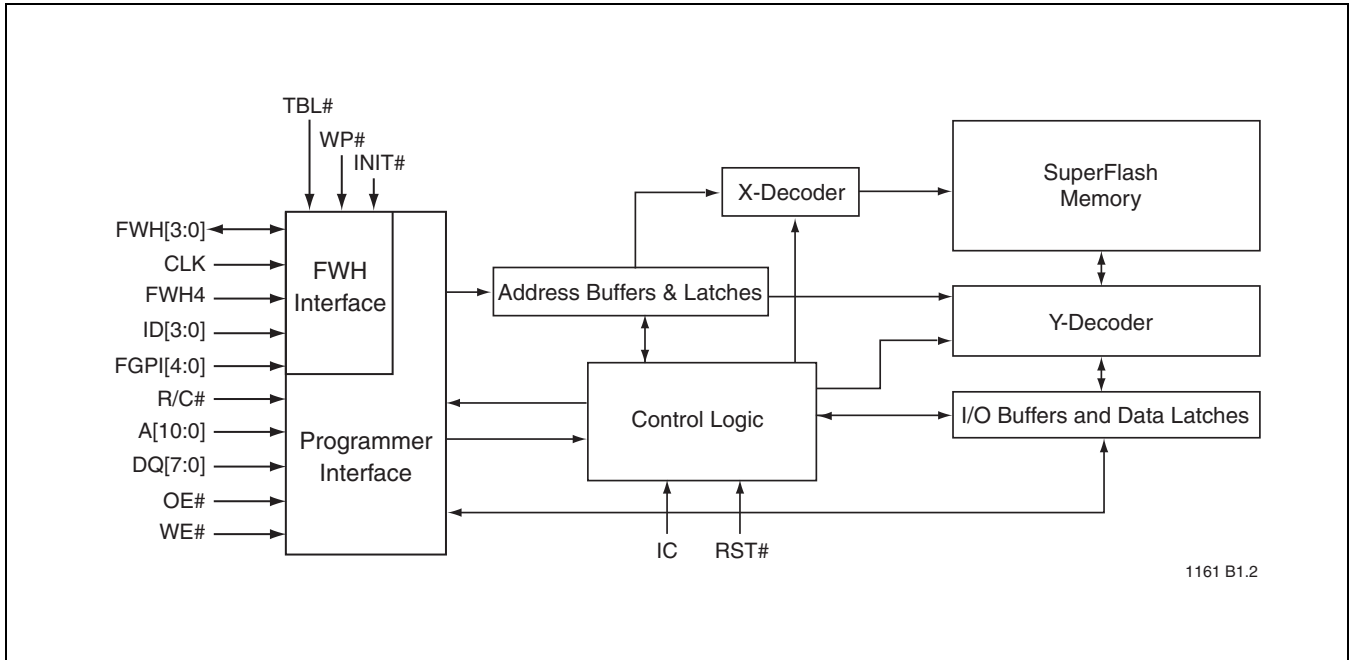 TBL#
WP#
INIT#
FWH[3:0]
CLK
FWH4
ID[3:0]
FGPI[4:0]
R/C#
A[10:0]
DQ[7:0]
OE#
WE#
FWH
Interface
Programmer
Interface
Address Buffers & Latches
X-Decoder
SuperFlash
Memory
Y-Decoder
Control Logic
I/O Buffers and Data Latches
IC
RST#
1161 B1.2